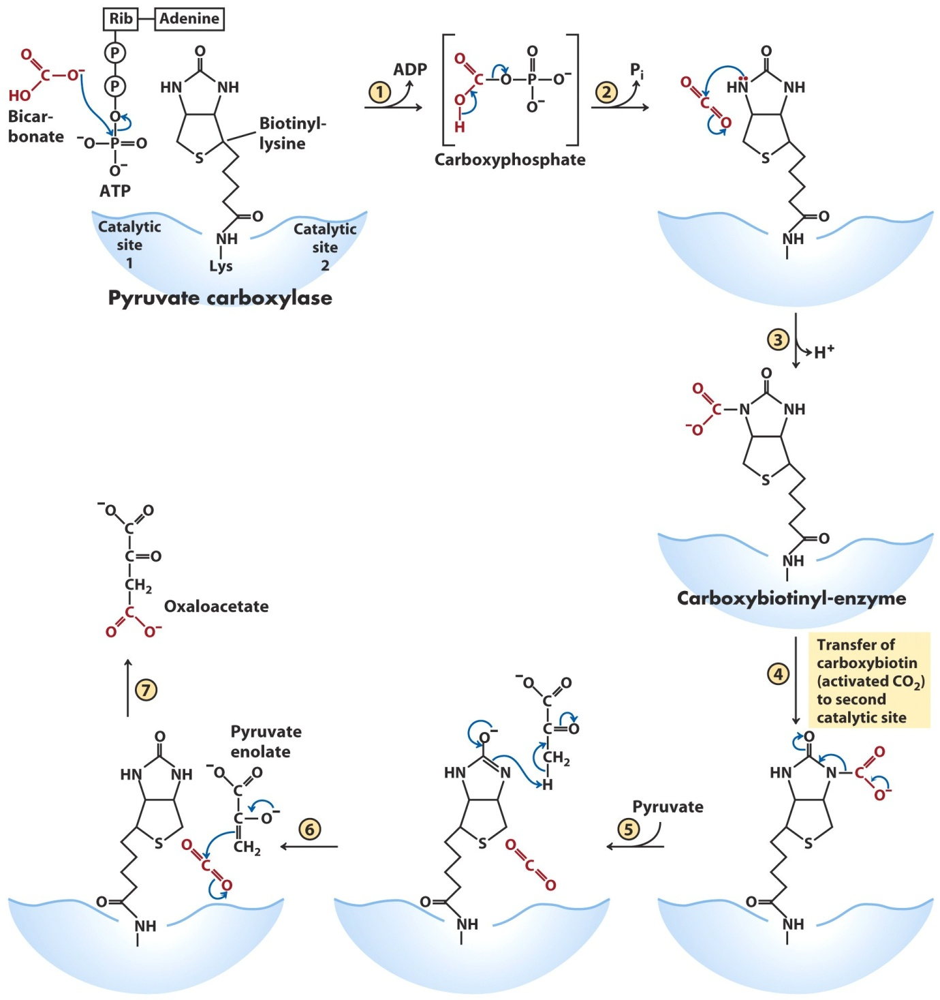 Rib Adenine
P
P
O
O
C
O⁻
HO
Bicar-
bonate
⁻O P O
O⁻
ATP
O
HN NH
S
Biotinyl-
lysine
O
NH
Lys
Catalytic
site
1
Catalytic
site
2
Pyruvate carboxylase
1
ADP
O
C O P O⁻
O
O
O⁻
H
Carboxyphosphate
2
Pi
O
C
O
O
HN NH
S
O
NH
3
H⁺
O
O
C N NH
⁻O
S
O
NH
Carboxybiotinyl-enzyme
4
Transfer of
carboxybiotin
(activated CO₂)
to second
catalytic site
O
HN N C O
O⁻
S
O
NH
5
Pyruvate
⁻O O
C
C O
CH₂
H
O⁻
HN N
S
O
C
O
O
NH
6
Pyruvate
enolate
⁻O O
C
C O⁻
CH₂
O
HN NH
S
O
C
O
O
NH
7
⁻O O
C
C=O
CH₂
C
O O⁻
Oxaloacetate